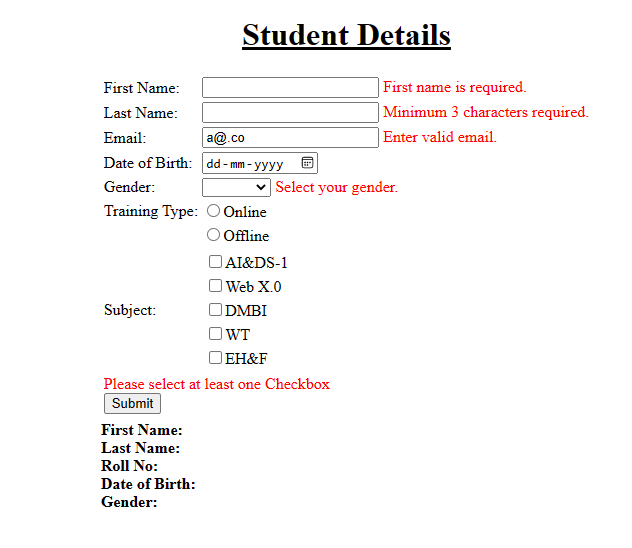 Student Details
First Name: First name is required.
Last Name: Minimum 3 characters required.
Email: a@.co Enter valid email.
Date of Birth: dd-mm-yyyy
Gender: Select your gender.
Training Type: Online
Offline
AI&DS-1
Web X.0
Subject: DMBI
WT
EH&F
Please select at least one Checkbox
Submit
First Name:
Last Name:
Roll No:
Date of Birth:
Gender: